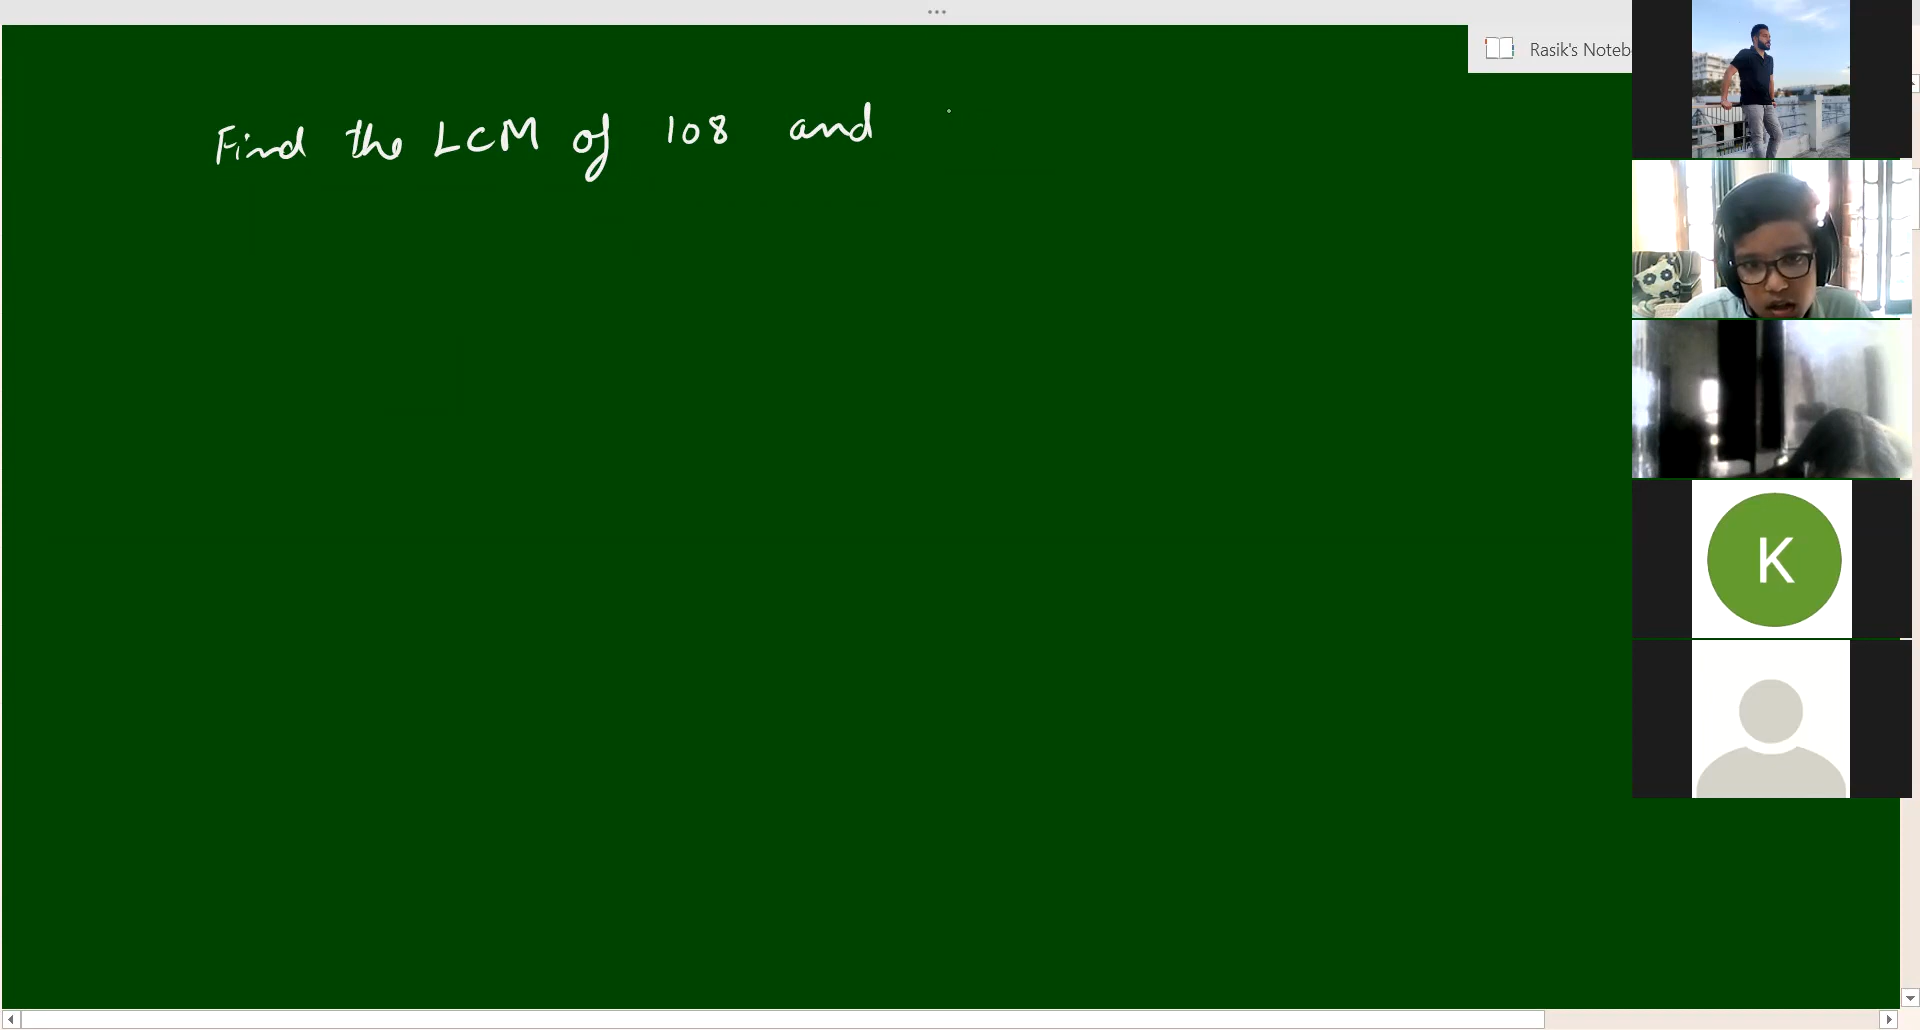 Rasik's Noteb
Find the LCM of 108 and
K